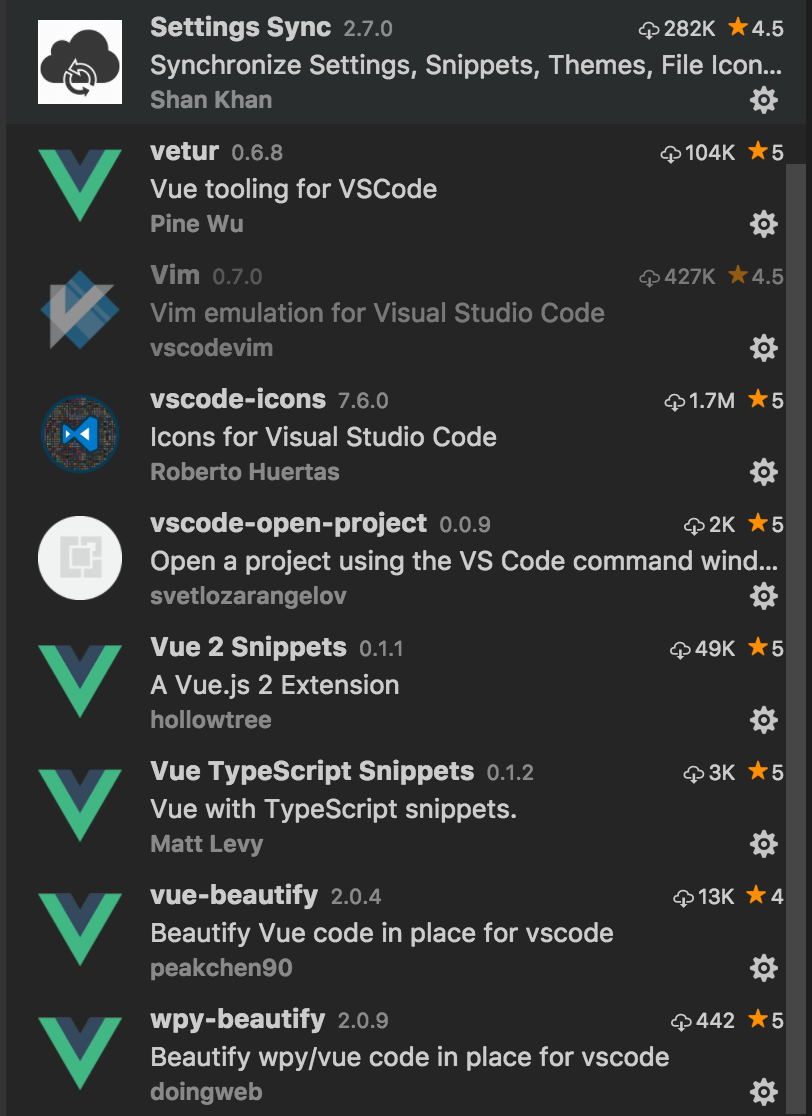 Settings Sync 2.7.0 282K 4.5
Synchronize Settings, Snippets, Themes, File Icon...
Shan Khan
vetur 0.6.8 104K 5
Vue tooling for VSCode
Pine Wu
Vim 0.7.0 427K 4.5
Vim emulation for Visual Studio Code
vscodevim
vscode-icons 7.6.0 1.7M 5
Icons for Visual Studio Code
Roberto Huertas
vscode-open-project 0.0.9 2K 5
Open a project using the VS Code command wind...
svetlozarangelov
Vue 2 Snippets 0.1.1 49K 5
A Vue.js 2 Extension
hollowtree
Vue TypeScript Snippets 0.1.2 3K 5
Vue with TypeScript snippets.
Matt Levy
vue-beautify 2.0.4 13K 4
Beautify Vue code in place for vscode
peakchen90
wpy-beautify 2.0.9 442 5
Beautify wpy/vue code in place for vscode
doingweb